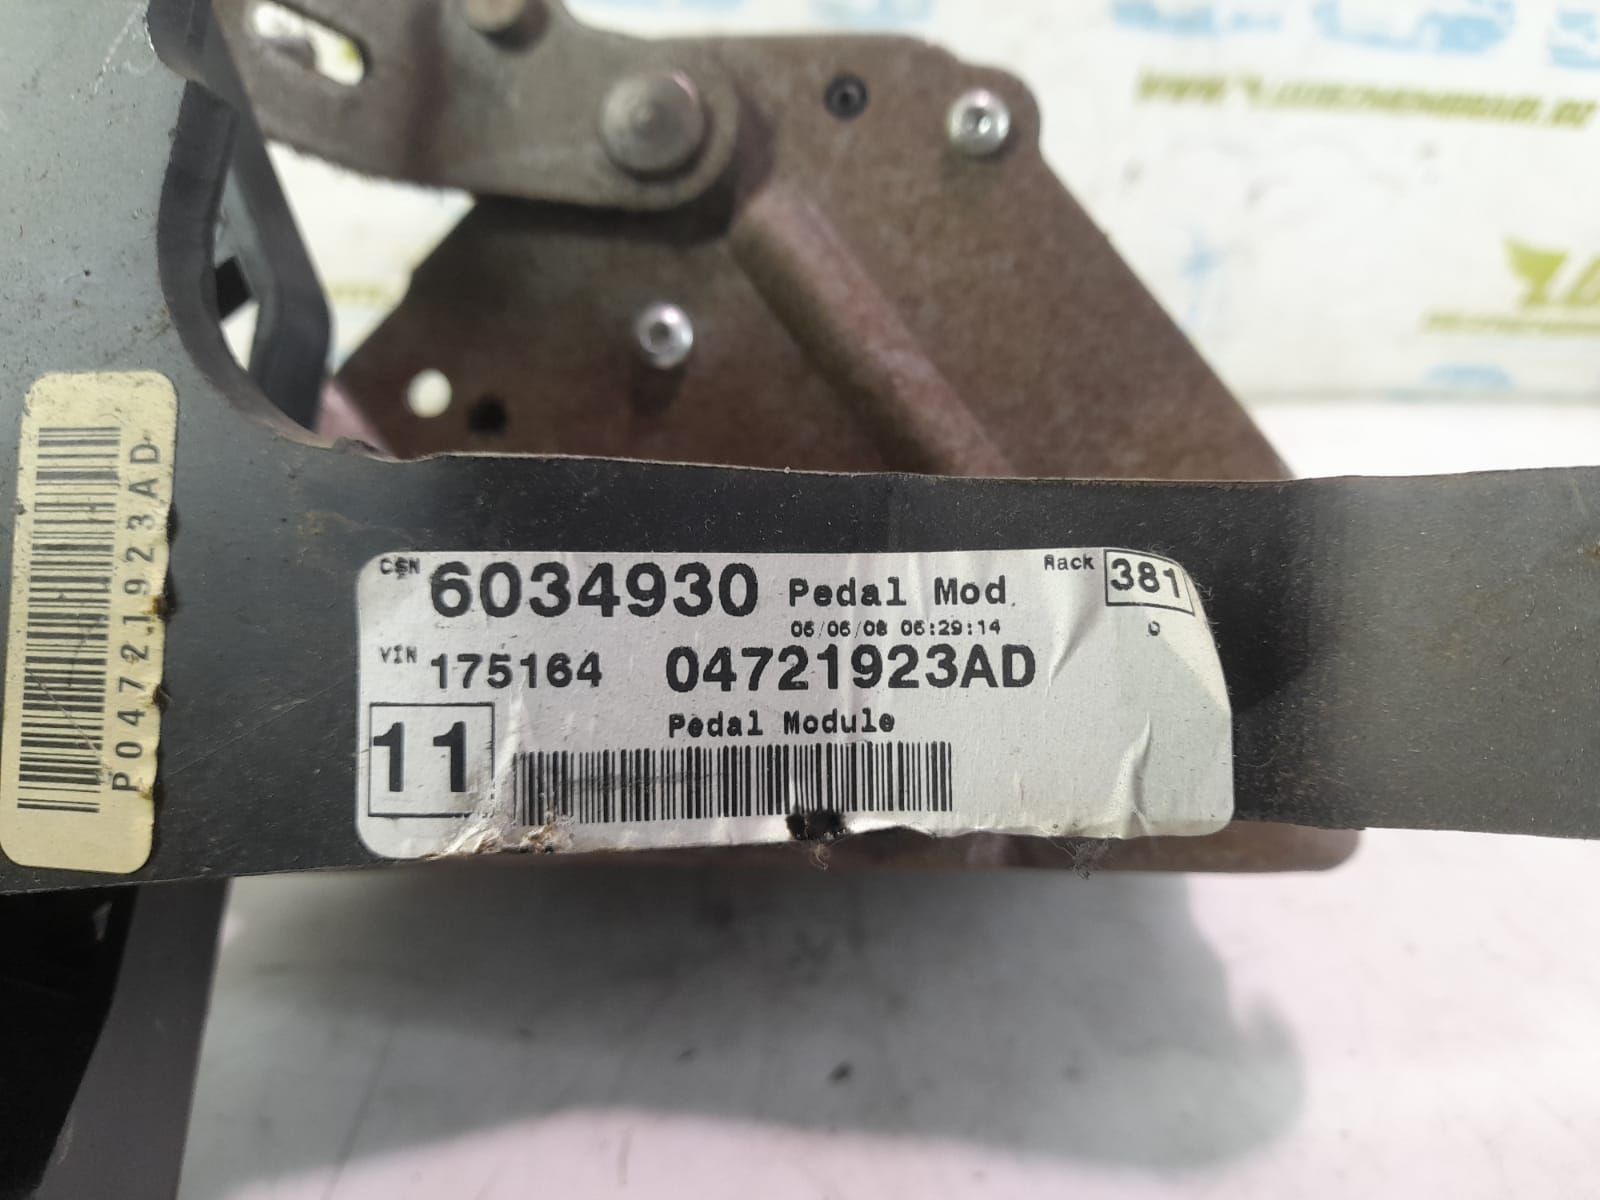 CSN 6034930 Pedal Mod. Rack 381
06/06/08 06:29:14 0
VIN 175164 04721923AD
Pedal Module
11
P04721923AD